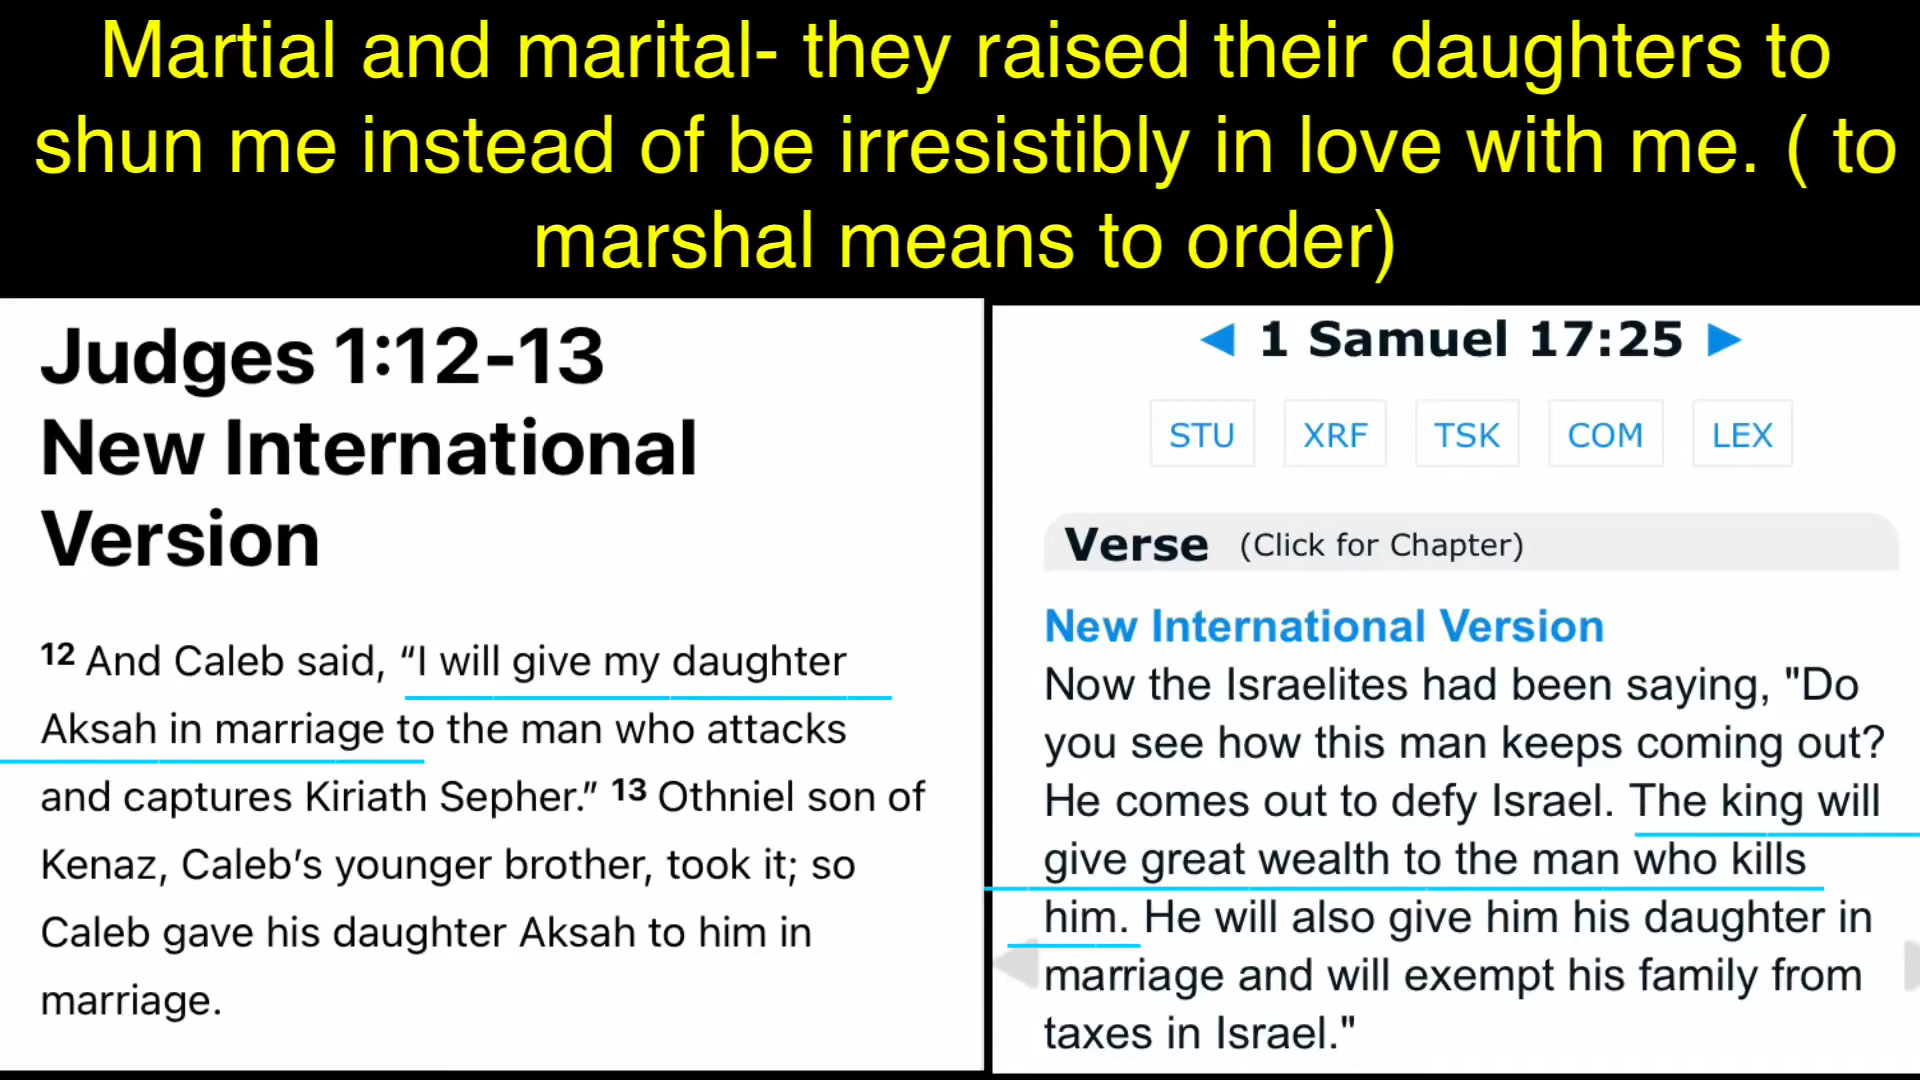 Martial and marital- they raised their daughters to
shun me instead of be irresistibly in love with me. ( to
marshal means to order)
Judges 1:12-13
New International
Version
12 And Caleb said, “I will give my daughter
Aksah in marriage to the man who attacks
and captures Kiriath Sepher.” 13 Othniel son of
Kenaz, Caleb’s younger brother, took it; so
Caleb gave his daughter Aksah to him in
marriage.
1 Samuel 17:25
STU XRF TSK COM LEX
Verse (Click for Chapter)
New International Version
Now the Israelites had been saying, "Do
you see how this man keeps coming out?
He comes out to defy Israel. The king will
give great wealth to the man who kills
him. He will also give him his daughter in
marriage and will exempt his family from
taxes in Israel."